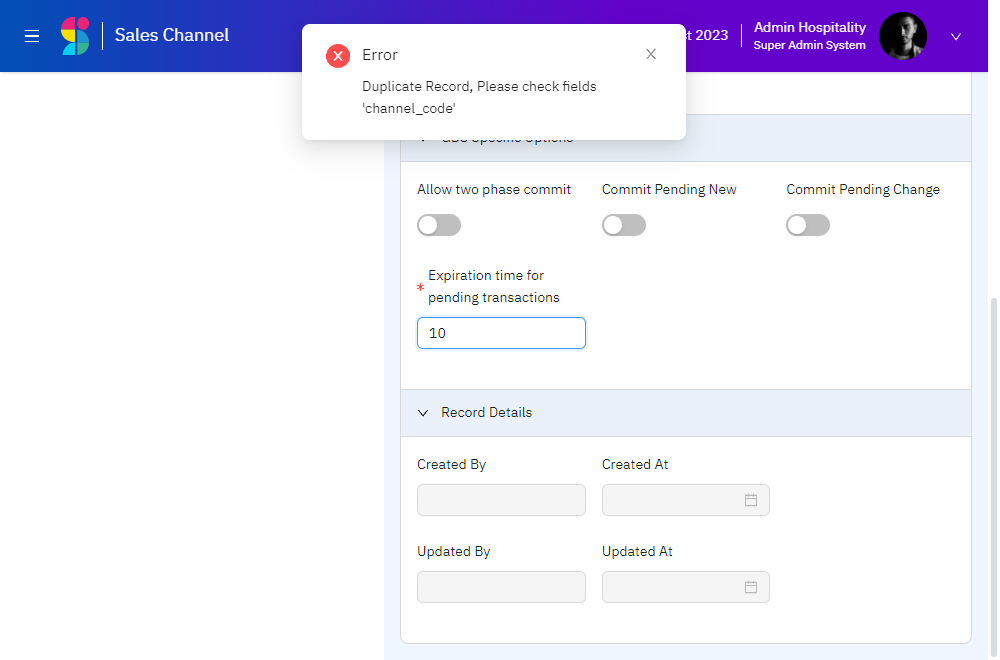 Sales Channel
Error
Duplicate Record, Please check fields
'channel_code'
2023
Admin Hospitality
Super Admin System
Specific Options
Allow two phase commit
Commit Pending New
Commit Pending Change
Expiration time for
* pending transactions
10
Record Details
Created By
Created At
Updated By
Updated At